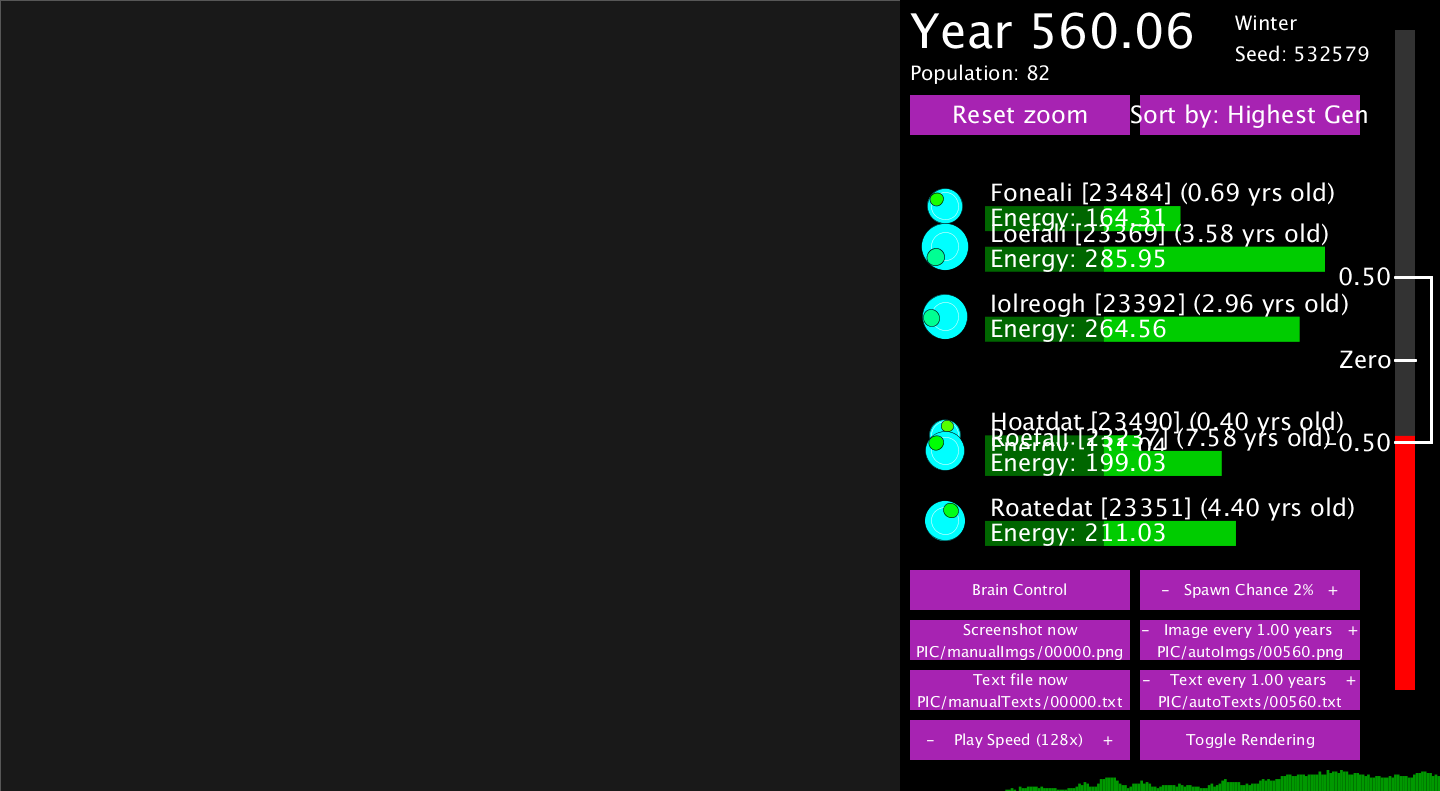 Year 560.06
Winter
Seed: 532579
Population: 82
Reset zoom
Sort by: Highest Gen
Foneali [23484] (0.69 yrs old)
Energy: 164.31
Loefali [23369] (3.58 yrs old)
Energy: 285.95
Iolreogh [23392] (2.96 yrs old)
Energy: 264.56
Hoatdat [23490] (0.40 yrs old)
Roefali [23237] (7.58 yrs old)
Energy: 199.03
Roatedat [23351] (4.40 yrs old)
Energy: 211.03
0.50
Zero
-0.50
Brain Control
- Spawn Chance 2% +
Screenshot now
PIC/manualImgs/00000.png
- Image every 1.00 years +
PIC/autoImgs/00560.png
Text file now
PIC/manualTexts/00000.txt
- Text every 1.00 years +
PIC/autoTexts/00560.txt
- Play Speed (128x) +
Toggle Rendering